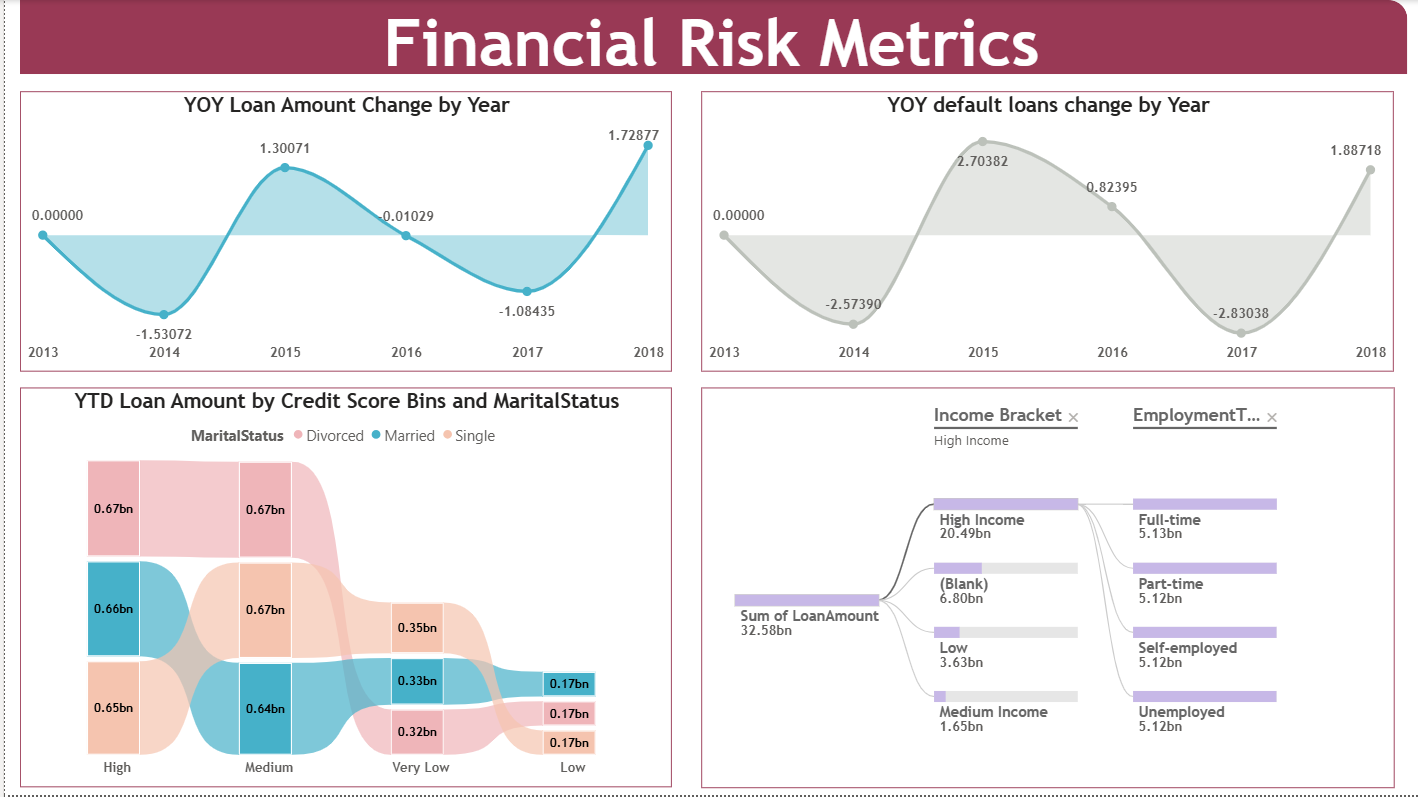 Financial Risk Metrics
YOY Loan Amount Change by Year
0.00000
-1.53072
1.30071
-0.01029
-1.08435
1.72877
2013 2014 2015 2016 2017 2018
YOY default loans change by Year
0.00000
-2.57390
2.70382
0.82395
-2.83038
1.88718
2013 2014 2015 2016 2017 2018
YTD Loan Amount by Credit Score Bins and MaritalStatus
MaritalStatus Divorced Married Single
0.67bn
0.66bn
0.65bn
0.67bn
0.67bn
0.64bn
0.35bn
0.33bn
0.32bn
0.17bn
0.17bn
0.17bn
High Medium Very Low Low
Income Bracket
High Income
EmploymentT...
Sum of LoanAmount
32.58bn
High Income
20.49bn
(Blank)
6.80bn
Low
3.63bn
Medium Income
1.65bn
Full-time
5.13bn
Part-time
5.12bn
Self-employed
5.12bn
Unemployed
5.12bn